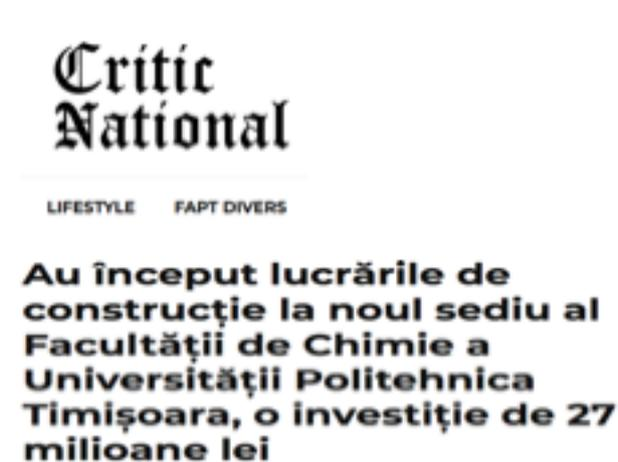 Critic
National
LIFESTYLE FAPT DIVERS
Au început lucrările de
construcție la noul sediu al
Facultății de Chimie a
Universității Politehnica
Timișoara, o investiție de 27
milioane lei